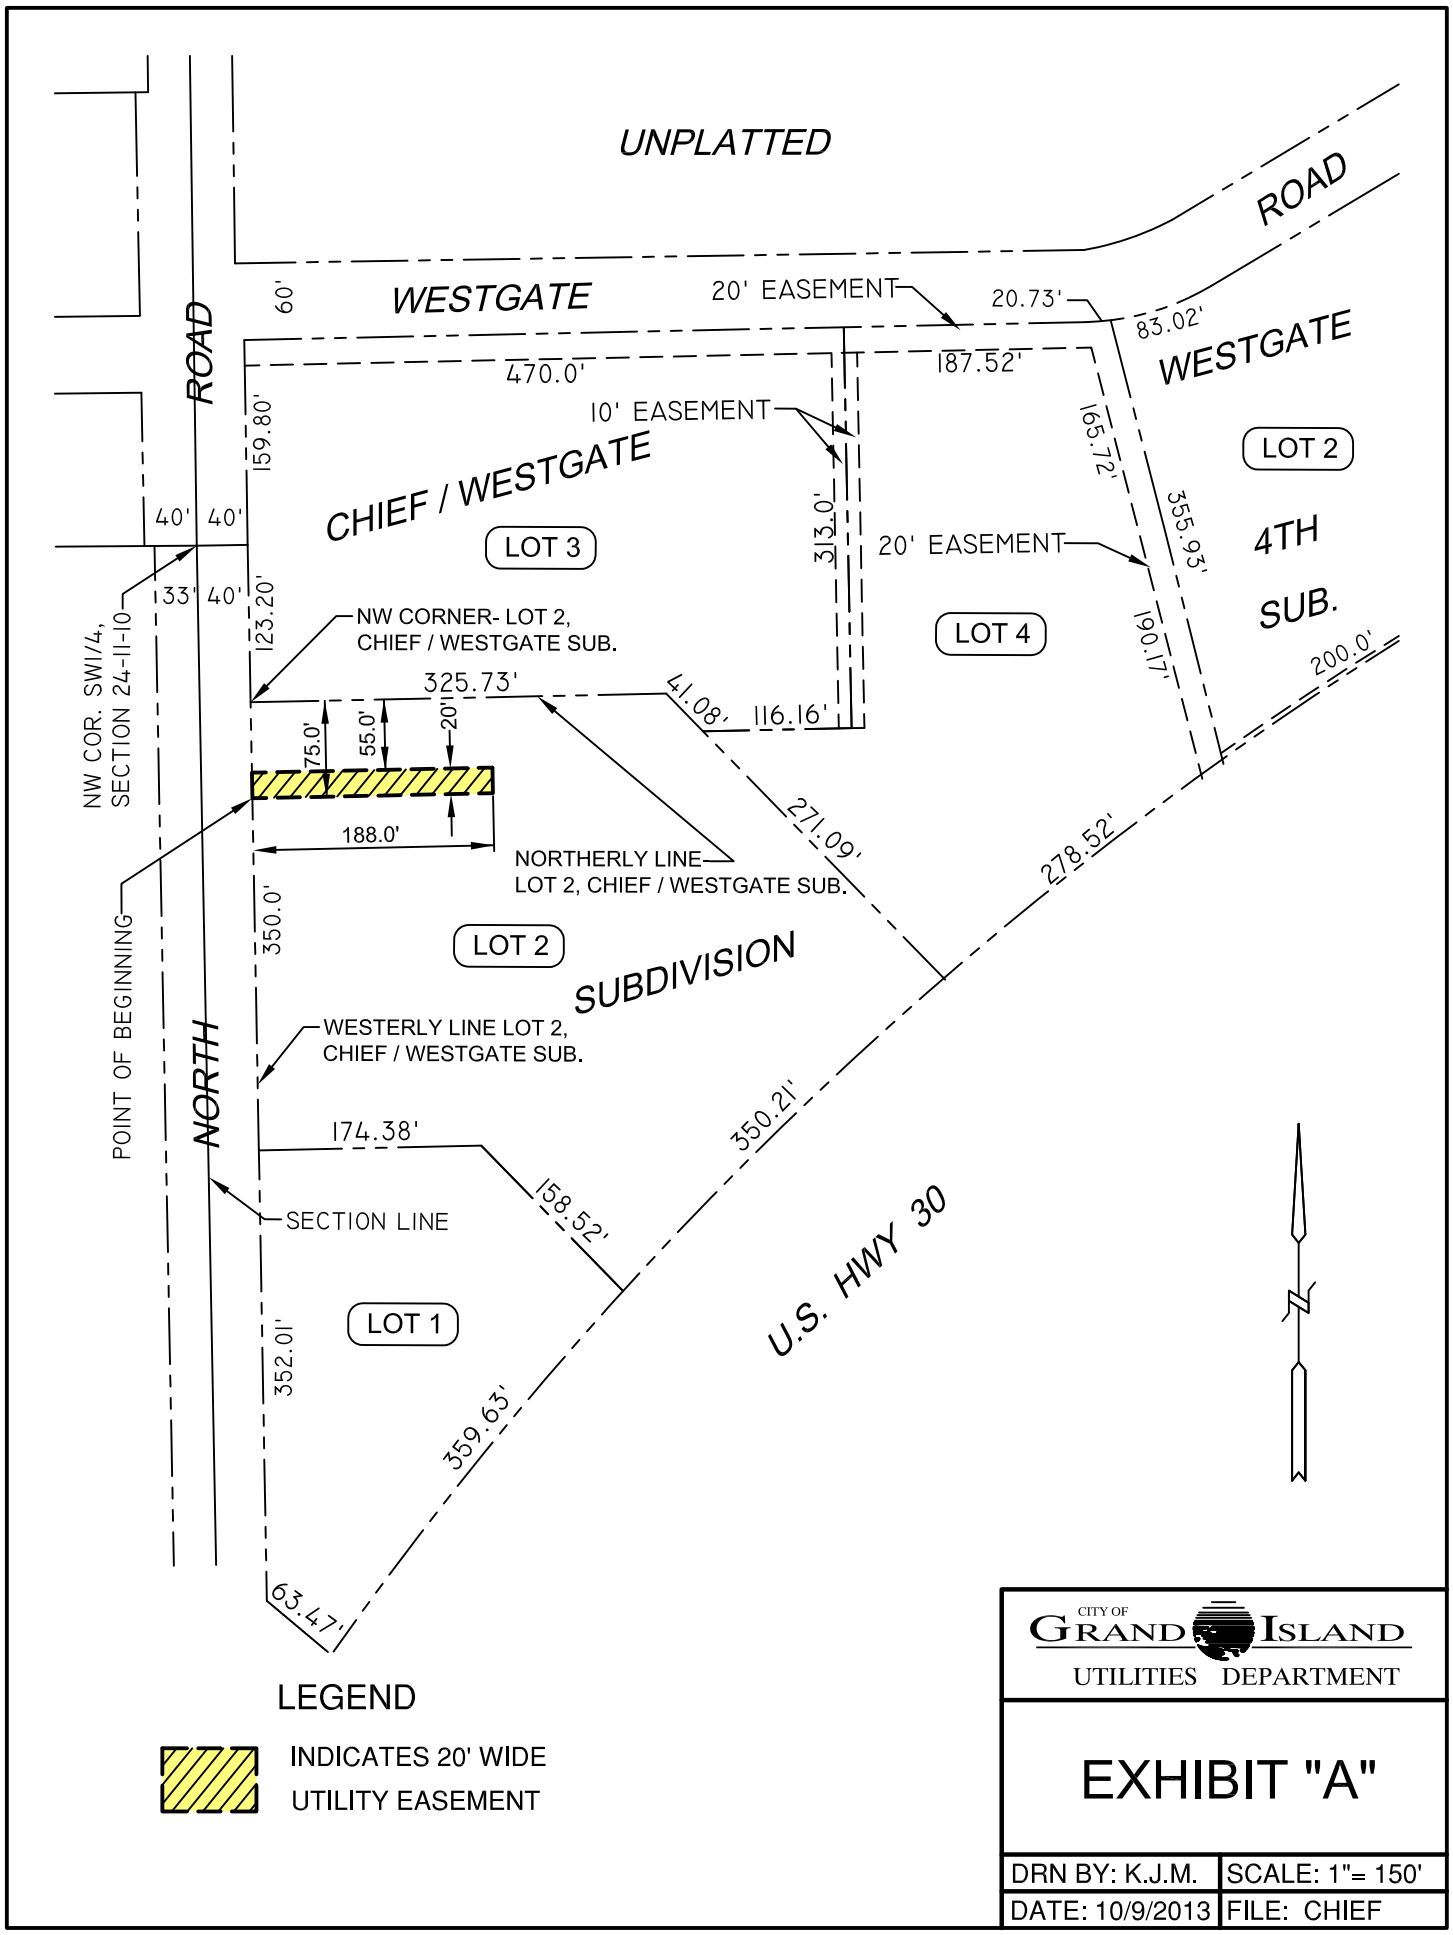 UNPLATTED
ROAD
60'
WESTGATE
20' EASEMENT
20.73'
83.02'
WESTGATE
ROAD
470.0'
187.52'
159.80'
10' EASEMENT
165.72'
LOT 2
CHIEF / WESTGATE
40'
40'
LOT 3
313.0'
20' EASEMENT
355.93'
4TH
SUB.
33'
40'
123.20'
NW CORNER- LOT 2,
CHIEF / WESTGATE SUB.
LOT 4
190.17'
200.0'
NW COR. SW1/4,
SECTION 24-11-10
325.73'
41.08'
116.16'
75.0'
55.0'
20'
188.0'
271.09'
278.52'
NORTHERLY LINE
LOT 2, CHIEF / WESTGATE SUB.
350.0'
LOT 2
SUBDIVISION
POINT OF BEGINNING
WESTERLY LINE LOT 2,
CHIEF / WESTGATE SUB.
NORTH
350.21'
174.38'
158.52'
SECTION LINE
U.S. HWY 30
LOT 1
352.01'
359.63'
N
63.47'
LEGEND
INDICATES 20' WIDE
UTILITY EASEMENT
CITY OF
GRAND ISLAND
UTILITIES DEPARTMENT
EXHIBIT "A"
DRN BY: K.J.M.
SCALE: 1"= 150'
DATE: 10/9/2013
FILE: CHIEF